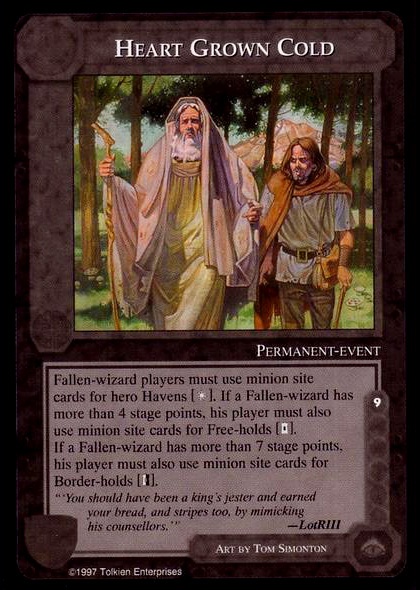 HEART GROWN COLD
PERMANENT-EVENT
Fallen-wizard players must use minion site
cards for hero Havens [ ]. If a Fallen-wizard has
more than 4 stage points, his player must also
use minion site cards for Free-holds [ ].
If a Fallen-wizard has more than 7 stage points,
his player must also use minion site cards for
Border-holds [ ].
9
"'You should have been a king's jester and earned
your bread, and stripes too, by mimicking
his counsellors.'"
—LotRIII
ART BY TOM SIMONTON
©1997 Tolkien Enterprises